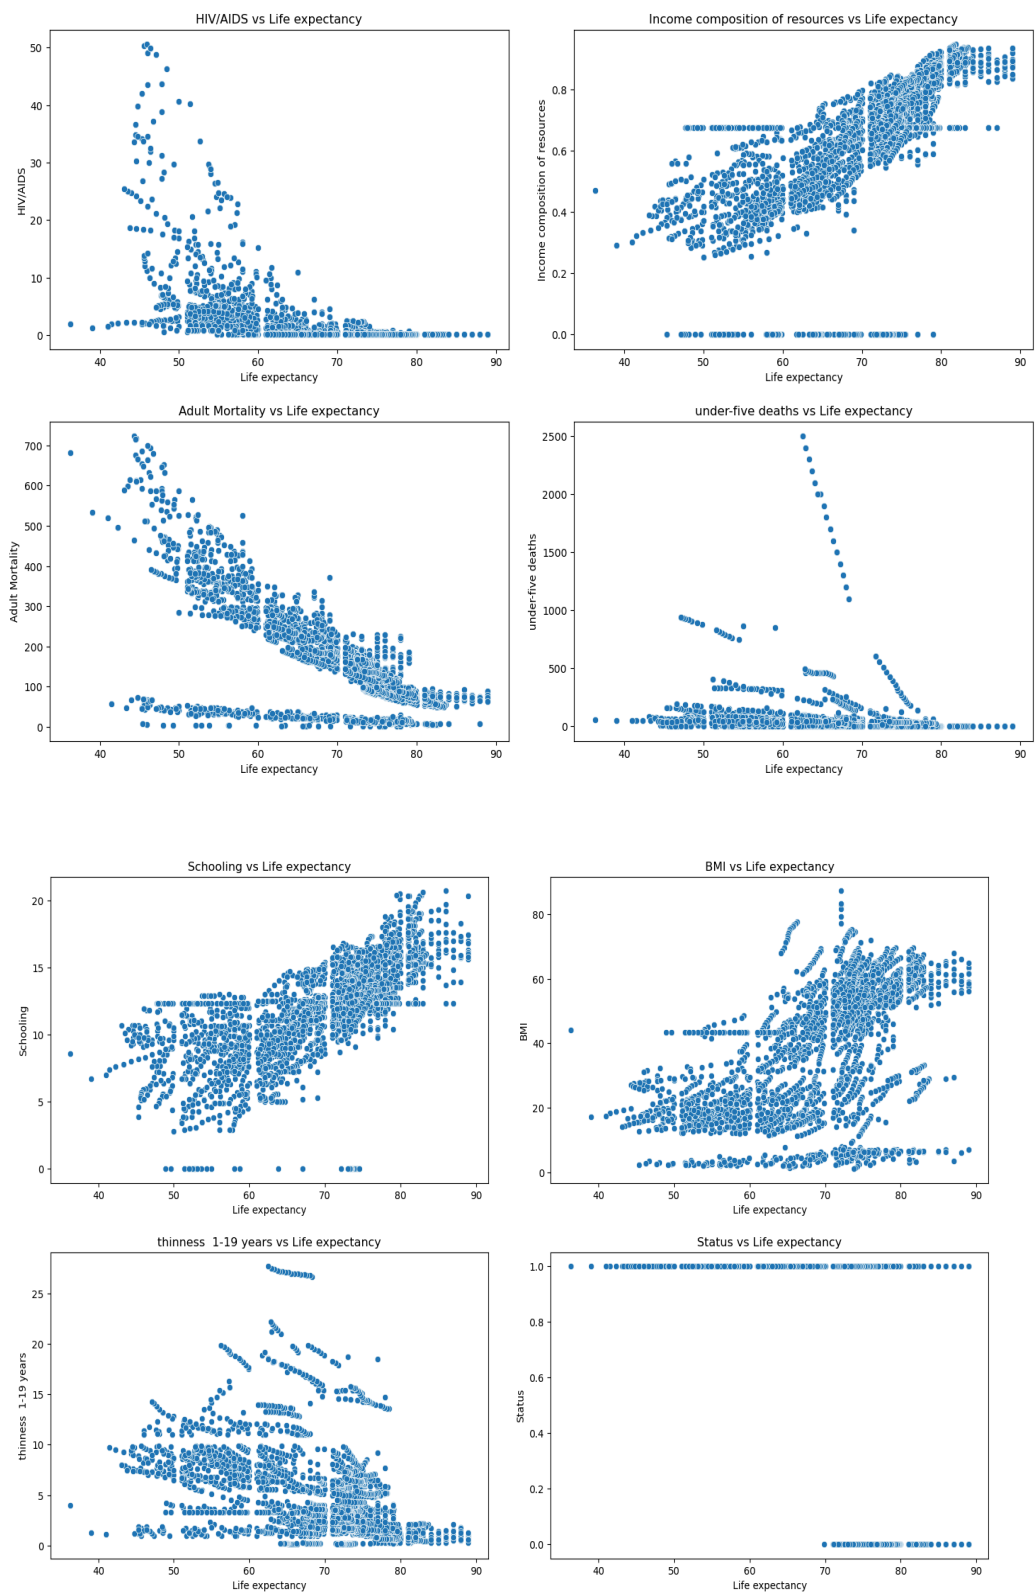 HIV/AIDS vs Life expectancy
50
40
30
20
10
0
HIV/AIDS
40 50 60 70 80 90
Life expectancy
Income composition of resources vs Life expectancy
0.8
0.6
0.4
0.2
0.0
Income composition of resources
40 50 60 70 80 90
Life expectancy
Adult Mortality vs Life expectancy
700
600
500
400
300
200
100
0
Adult Mortality
40 50 60 70 80 90
Life expectancy
under-five deaths vs Life expectancy
2500
2000
1500
1000
500
0
under-five deaths
40 50 60 70 80 90
Life expectancy
Schooling vs Life expectancy
20
15
10
5
0
Schooling
40 50 60 70 80 90
Life expectancy
BMI vs Life expectancy
80
60
40
20
0
BMI
40 50 60 70 80 90
Life expectancy
thinness  1-19 years vs Life expectancy
25
20
15
10
5
0
thinness  1-19 years
40 50 60 70 80 90
Life expectancy
Status vs Life expectancy
1.0
0.8
0.6
0.4
0.2
0.0
Status
40 50 60 70 80 90
Life expectancy